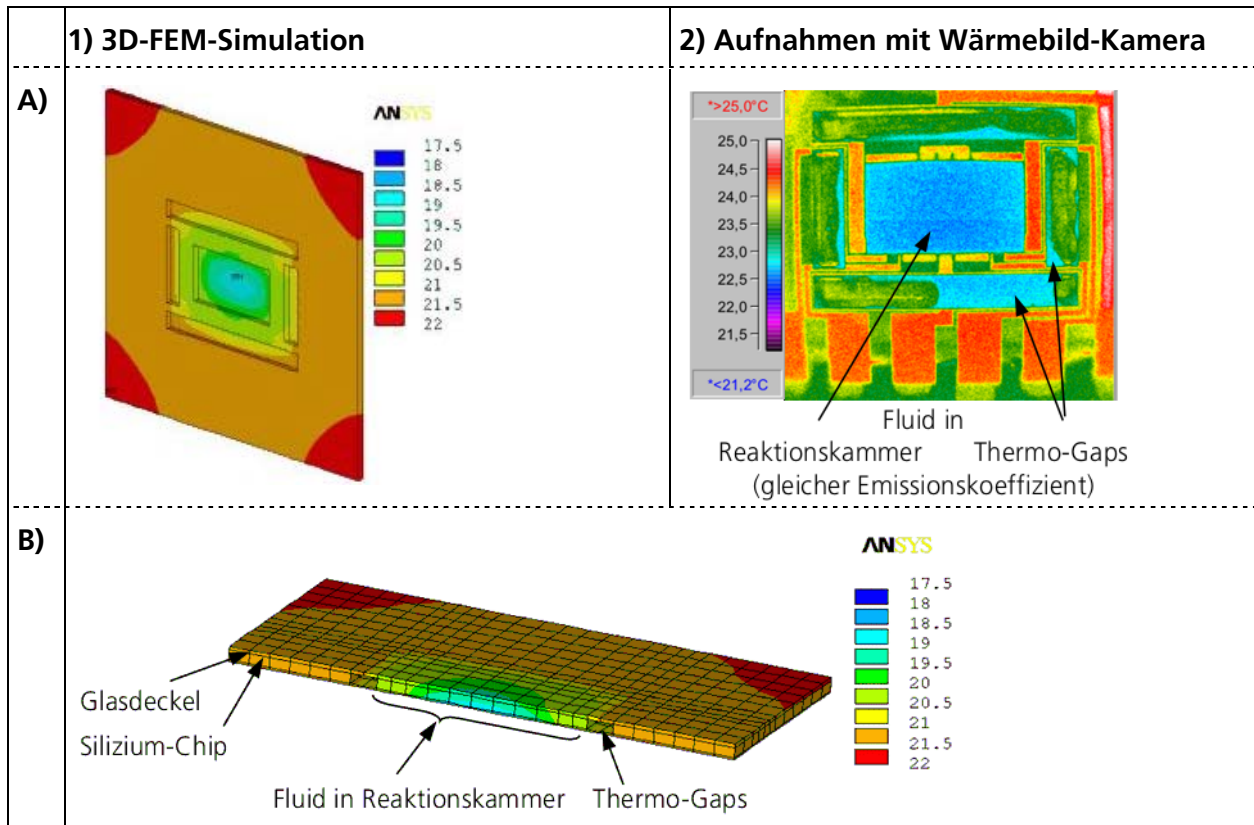 1) 3D-FEM-Simulation
2) Aufnahmen mit Wärmebild-Kamera
A)
ANSYS
17.5
18
18.5
19
19.5
20
20.5
21
21.5
22
*>25,0°C
25,0
24,5
24,0
23,5
23,0
22,5
22,0
21,5
*<21,2°C
Fluid in
Reaktionskammer Thermo-Gaps
(gleicher Emissionskoeffizient)
B)
ANSYS
17.5
18
18.5
19
19.5
20
20.5
21
21.5
22
Glasdeckel
Silizium-Chip
Fluid in Reaktionskammer Thermo-Gaps